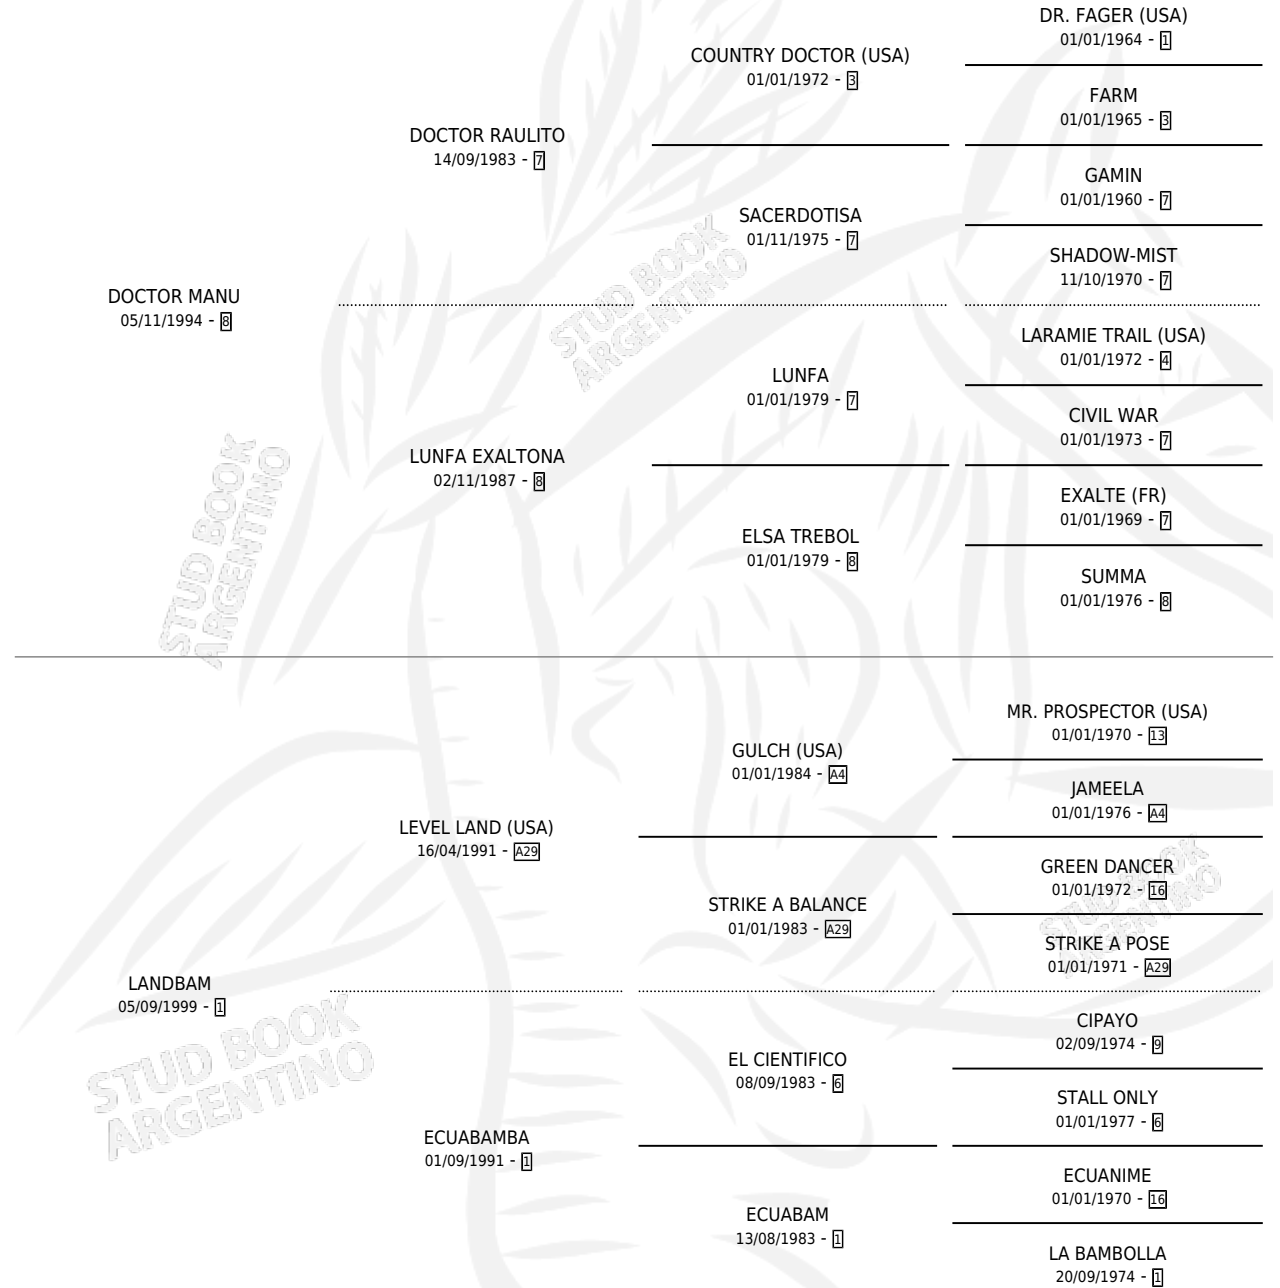 DR. FAGER (USA)
01/01/1964 - 1
COUNTRY DOCTOR (USA)
01/01/1972 - 3
FARM
01/01/1965 - 3
DOCTOR RAULITO
14/09/1983 - 7
GAMIN
01/01/1960 - 7
SACERDOTISA
01/11/1975 - 7
SHADOW-MIST
11/10/1970 - 7
DOCTOR MANU
05/11/1994 - 8
LARAMIE TRAIL (USA)
01/01/1972 - 4
LUNFA
01/01/1979 - 7
CIVIL WAR
01/01/1973 - 7
LUNFA EXALTONA
02/11/1987 - 8
EXALTE (FR)
01/01/1969 - 7
ELSA TREBOL
01/01/1979 - 8
SUMMA
01/01/1976 - 8
MR. PROSPECTOR (USA)
01/01/1970 - 13
GULCH (USA)
01/01/1984 - A4
JAMEELA
01/01/1976 - A4
LEVEL LAND (USA)
16/04/1991 - A29
GREEN DANCER
01/01/1972 - 16
STRIKE A BALANCE
01/01/1983 - A29
STRIKE A POSE
01/01/1971 - A29
LANDBAM
05/09/1999 - 1
CIPAYO
02/09/1974 - 9
EL CIENTIFICO
08/09/1983 - 6
STALL ONLY
01/01/1977 - 6
ECUABAMBA
01/09/1991 - 1
ECUANIME
01/01/1970 - 16
ECUABAM
13/08/1983 - 1
LA BAMBOLLA
20/09/1974 - 1
STUD BOOK
ARGENTINO
STUD BOOK
ARGENTINO
STUD BOOK
ARGENTINO
STUD BOOK
ARGENTINO